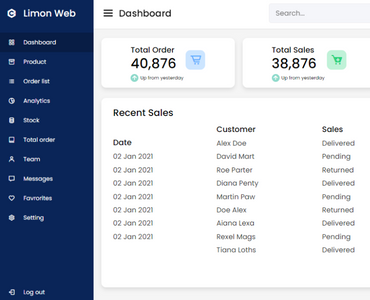 Limon Web
Dashboard
Product
Order list
Analytics
Stock
Total order
Team
Messages
Favrorites
Setting
Log out
Dashboard
Search...
Total Order
40,876
Up from yesterday
Total Sales
38,876
Up from yesterday
Recent Sales
Date
02 Jan 2021
02 Jan 2021
02 Jan 2021
02 Jan 2021
02 Jan 2021
02 Jan 2021
02 Jan 2021
Customer
Alex Doe
David Mart
Roe Parter
Diana Penty
Martin Paw
Doe Alex
Aiana Lexa
Rexel Mags
Tiana Loths
Sales
Delivered
Pending
Returned
Delivered
Pending
Returned
Delivered
Pending
Delivered